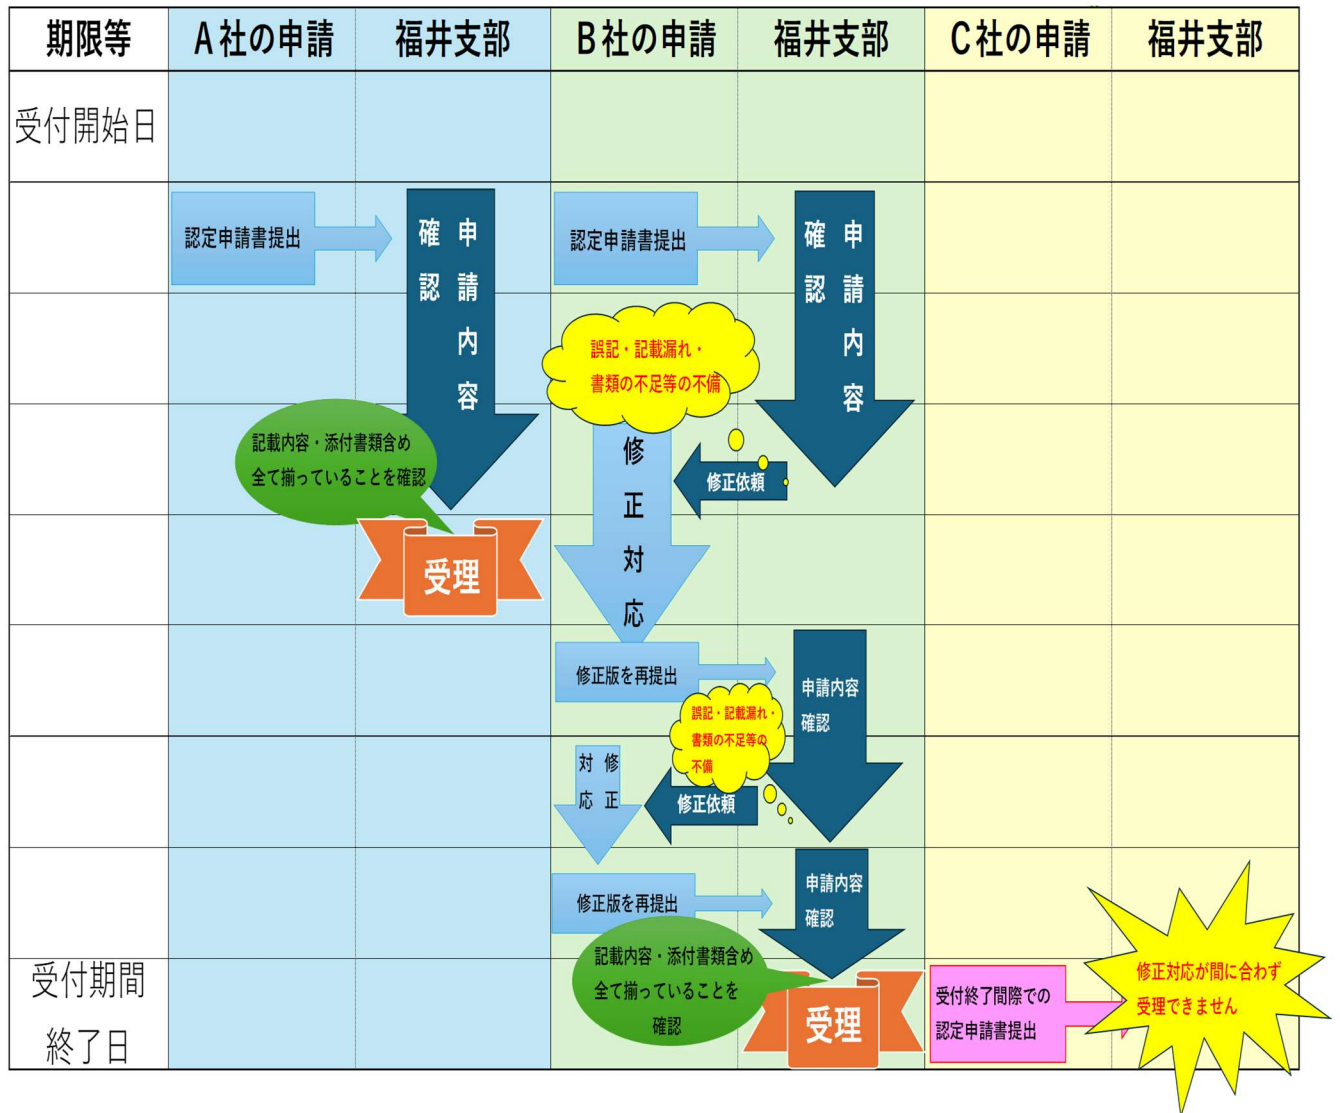 期限等
A社の申請
福井支部
B社の申請
福井支部
C社の申請
福井支部
受付開始日
認定申請書提出
申請内容
確認
認定申請書提出
申請内容
確認
誤記・記載漏れ・
書類の不足等の不備
記載内容・添付書類含め
全て揃っていることを確認
修正対応
修正依頼
受理
修正版を再提出
申請内容
確認
誤記・記載漏れ・
書類の不足等の
不備
修正
対応
修正依頼
修正版を再提出
申請内容
確認
記載内容・添付書類含め
全て揃っていることを
確認
受理
受付期間
終了日
受付終了間際での
認定申請書提出
修正対応が間に合わず
受理できません